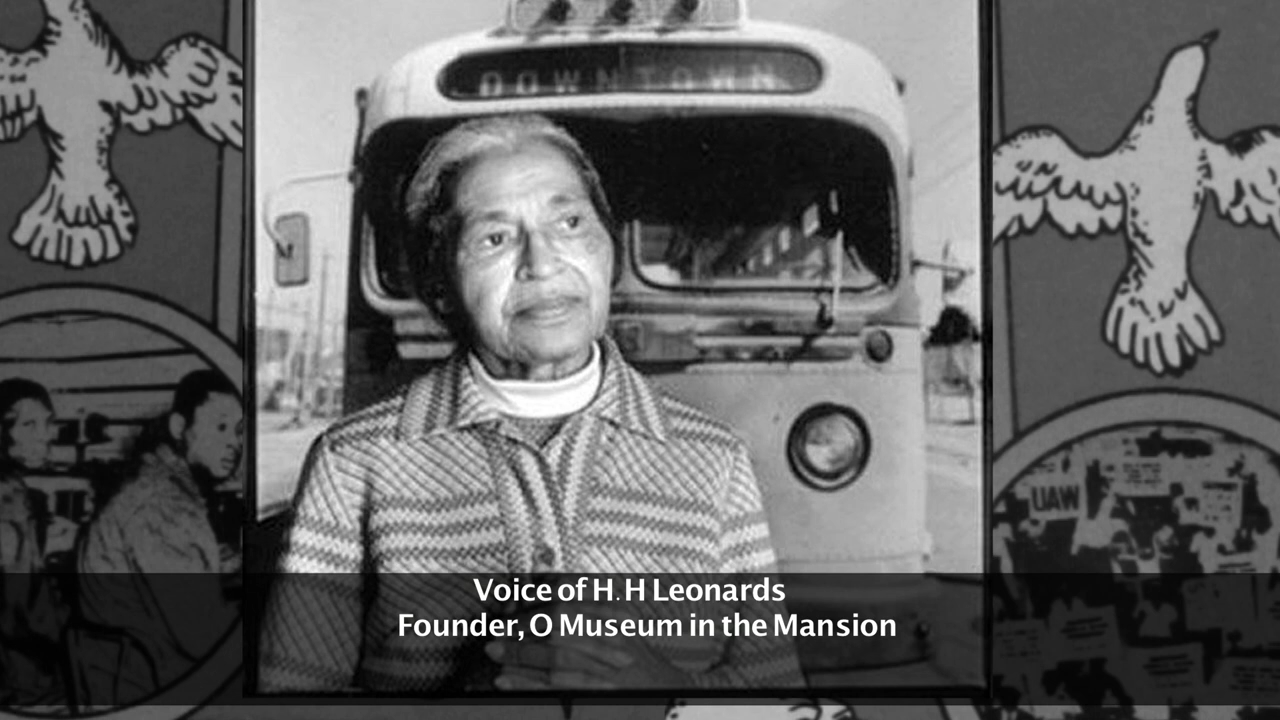 DOWNTOWN
UAW
Voice of H.H Leonards
Founder, O Museum in the Mansion